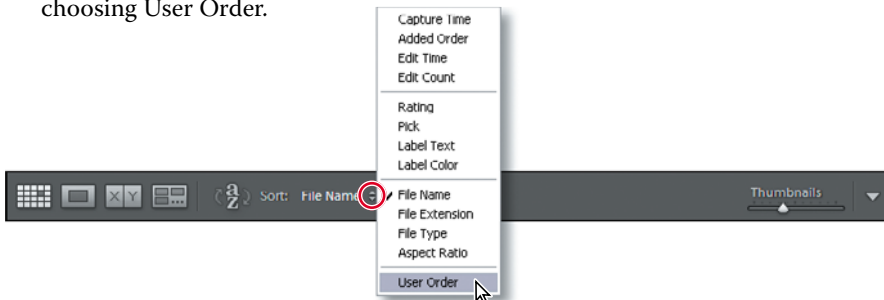 choosing User Order.
Capture Time
Added Order
Edit Time
Edit Count
Rating
Pick
Label Text
Label Color
XY
a
z
Sort: File Name
File Name
File Extension
File Type
Aspect Ratio
User Order
Thumbnails